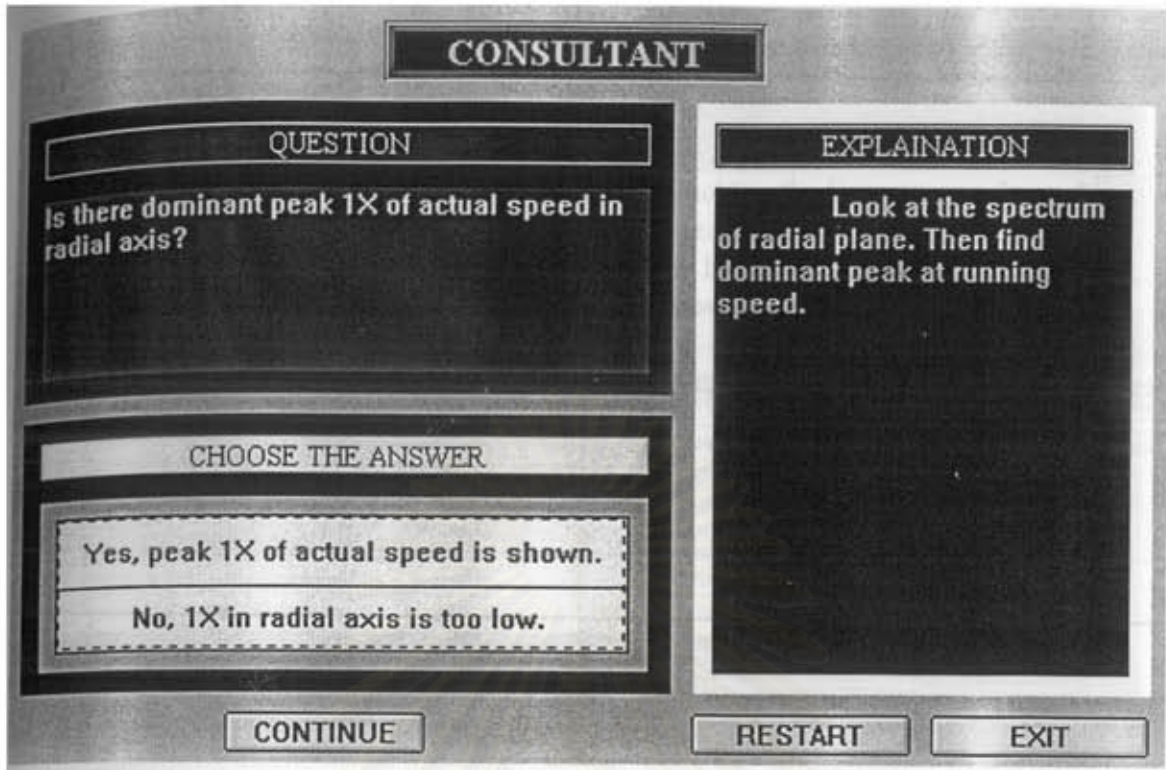 CONSULTANT
QUESTION
Is there dominant peak 1X of actual speed in
radial axis?
CHOOSE THE ANSWER
Yes, peak 1X of actual speed is shown.
No, 1X in radial axis is too low.
EXPLAINATION
Look at the spectrum
of radial plane. Then find
dominant peak at running
speed.
CONTINUE
RESTART
EXIT